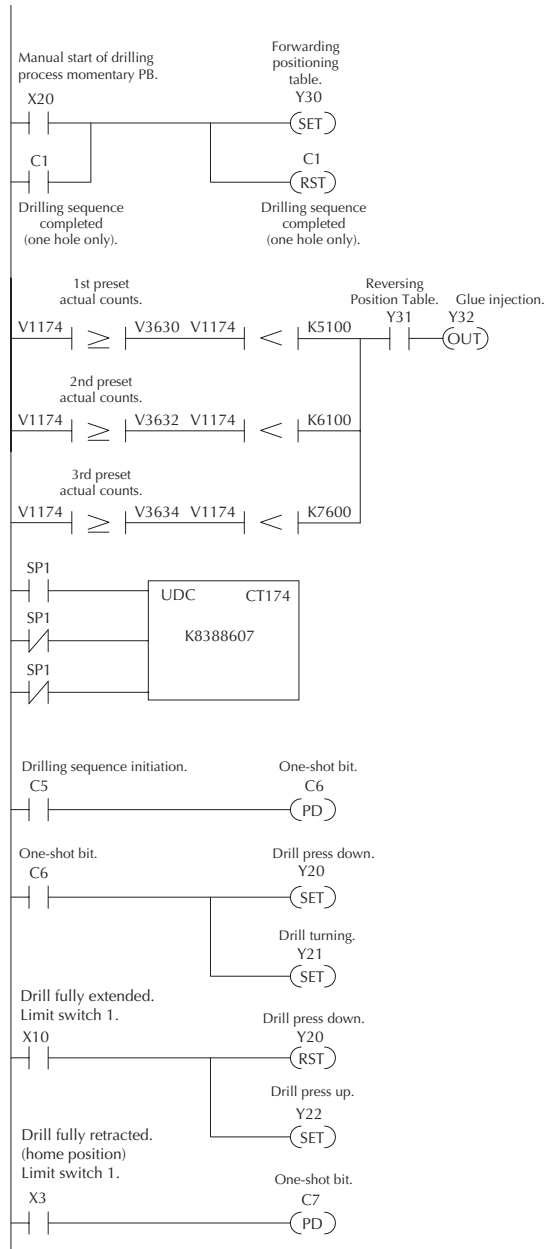 Manual start of drilling
process momentary PB.
X20
Forwarding
positioning
table.
Y30
SET
C1
C1
RST
Drilling sequence
completed
(one hole only).
Drilling sequence
completed
(one hole only).
1st preset
actual counts.
Reversing
Position Table.
Y31
Glue injection.
Y32
V1174 ≥ V3630 V1174 < K5100
OUT
2nd preset
actual counts.
V1174 ≥ V3632 V1174 < K6100
3rd preset
actual counts.
V1174 ≥ V3634 V1174 < K7600
SP1
UDC CT174
SP1
K8388607
SP1
Drilling sequence initiation.
C5
One-shot bit.
C6
PD
One-shot bit.
C6
Drill press down.
Y20
SET
Drill turning.
Y21
SET
Drill fully extended.
Limit switch 1.
X10
Drill press down.
Y20
RST
Drill press up.
Y22
SET
Drill fully retracted.
(home position)
Limit switch 1.
X3
One-shot bit.
C7
PD